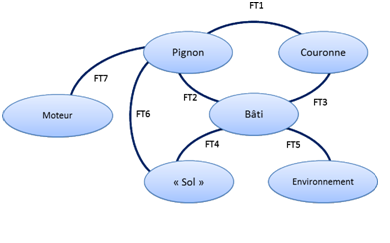 FT1
Pignon
Couronne
FT7
FT2
FT3
Moteur
FT6
Bâti
FT4
FT5
« Sol »
Environnement